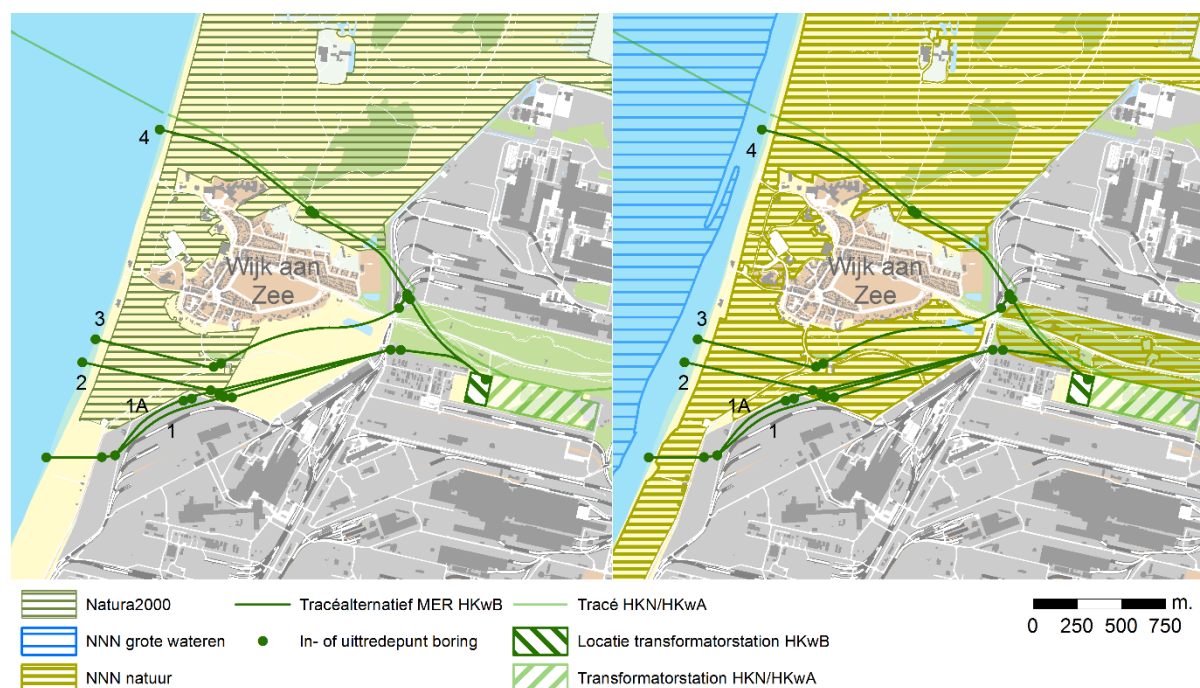 4
Wijk aan
Zee
3
2
1A
1
4
Wijk aan
Zee
3
2
1A
1
Natura2000
Tracéalternatief MER HKwB
Tracé HKN/HKwA
m.
0 250 500 750
NNN grote wateren
In- of uittredepunt boring
Locatie transformatorstation HKwB
NNN natuur
Transformatorstation HKN/HKwA